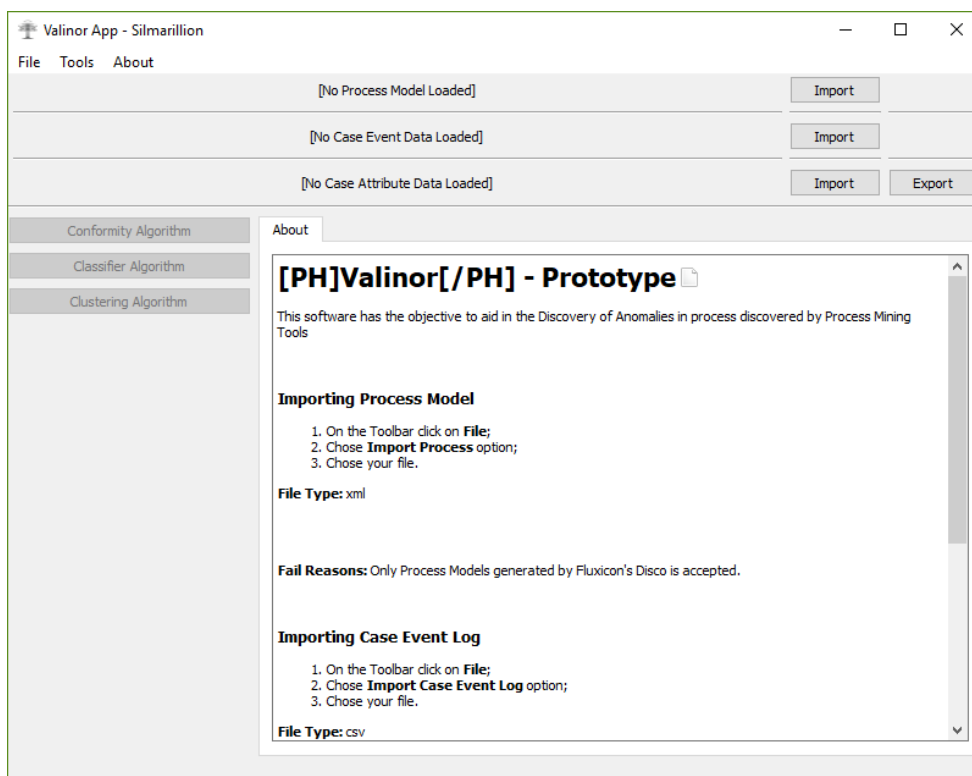 Valinor App - Silmarillion
File Tools About
[No Process Model Loaded] Import
[No Case Event Data Loaded] Import
[No Case Attribute Data Loaded] Import Export
Conformity Algorithm
Classifier Algorithm
Clustering Algorithm
About
[PH]Valinor[/PH] - Prototype
This software has the objective to aid in the Discovery of Anomalies in process discovered by Process Mining
Tools
Importing Process Model
1. On the Toolbar click on File;
2. Chose Import Process option;
3. Chose your file.
File Type: xml
Fail Reasons: Only Process Models generated by Fluxicon's Disco is accepted.
Importing Case Event Log
1. On the Toolbar click on File;
2. Chose Import Case Event Log option;
3. Chose your file.
File Type: csv